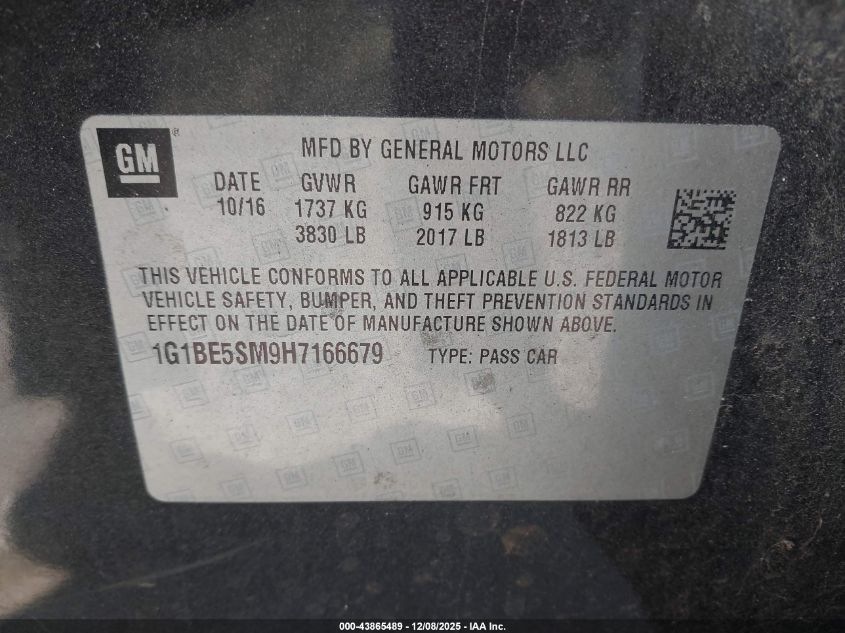 GM
MFD BY GENERAL MOTORS LLC
DATE GVWR GAWR FRT GAWR RR
10/16 1737 KG 915 KG 822 KG
3830 LB 2017 LB 1813 LB
THIS VEHICLE CONFORMS TO ALL APPLICABLE U.S. FEDERAL MOTOR
VEHICLE SAFETY, BUMPER, AND THEFT PREVENTION STANDARDS IN
EFFECT ON THE DATE OF MANUFACTURE SHOWN ABOVE.
1G1BE5SM9H7166679 TYPE: PASS CAR
000-43865489 - 12/08/2025 - IAA Inc.